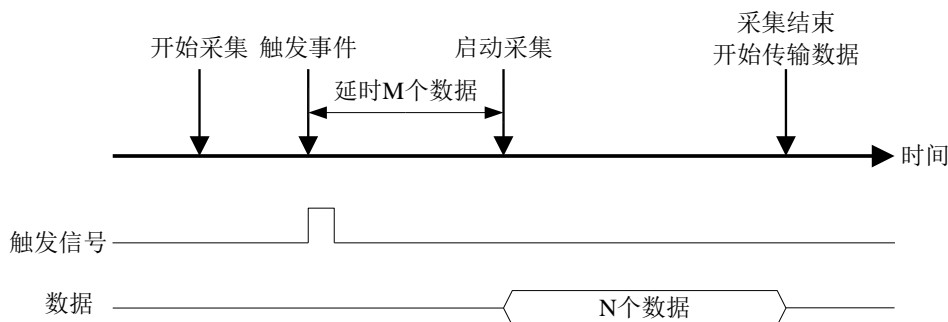 采集结束
开始采集 触发事件 启动采集 开始传输数据
延时M个数据
时间
触发信号
数据 N个数据